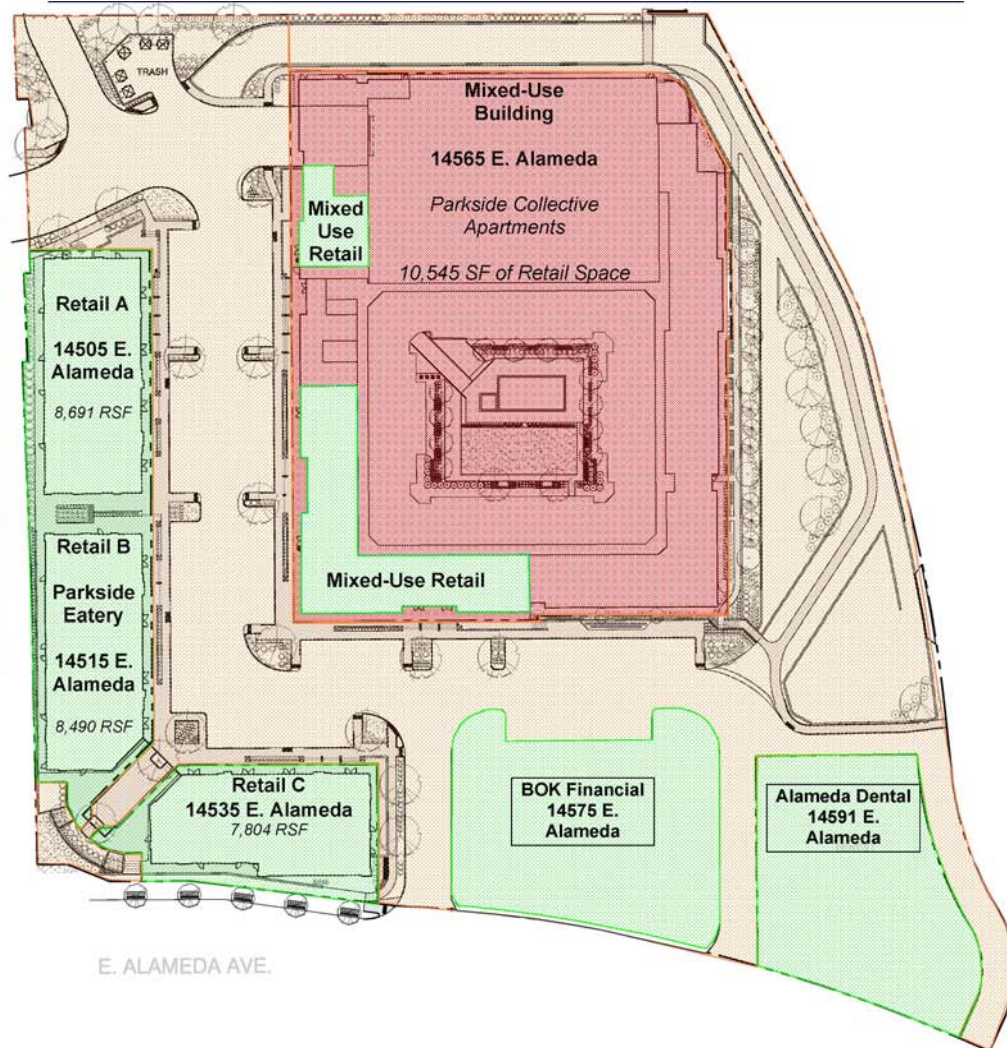 TRASH
Mixed-Use
Building
14565 E. Alameda
Parkside Collective
Apartments
10,545 SF of Retail Space
Mixed
Use
Retail
Retail A
14505 E.
Alameda
8,691 RSF
Retail B
Parkside
Eatery
14515 E.
Alameda
8,490 RSF
Mixed-Use Retail
Retail C
14535 E. Alameda
7,804 RSF
BOK Financial
14575 E.
Alameda
Alameda Dental
14591 E.
Alameda
E. ALAMEDA AVE.